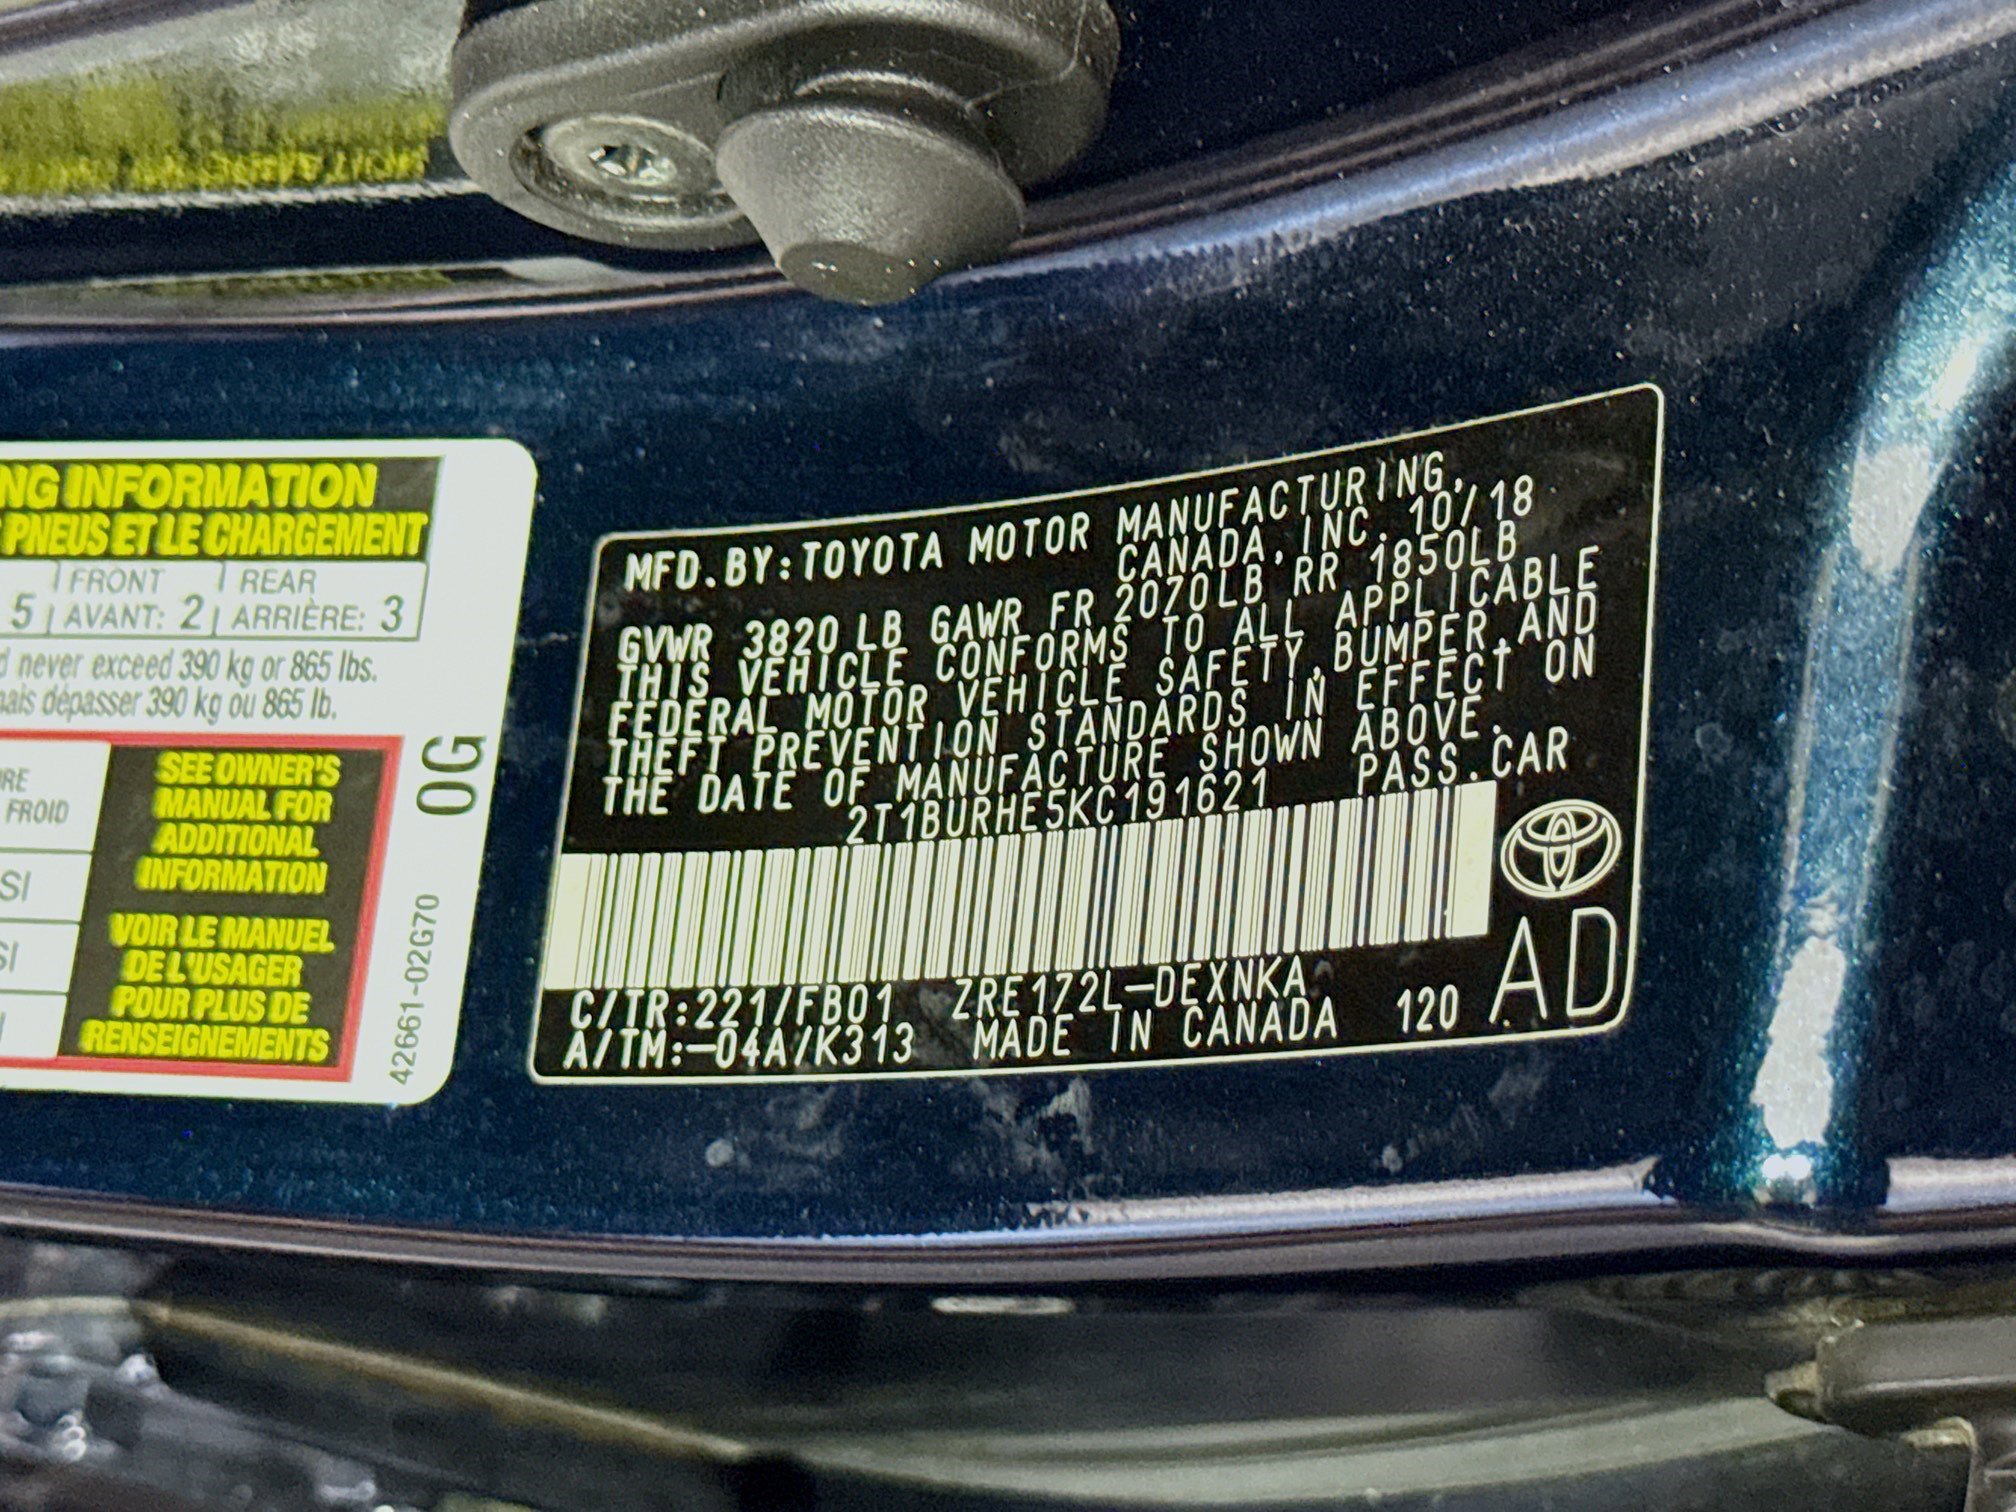 NG INFORMATION
PNEUS ET LE CHARGEMENT
FRONT REAR
5 AVANT: 2 ARRIÈRE: 3
never exceed 390 kg or 865 lbs.
dépasser 390 kg ou 865 lb.
FROID
SEE OWNER'S
MANUAL FOR
ADDITIONAL
INFORMATION
VOIR LE MANUEL
DE L'USAGER
POUR PLUS DE
RENSEIGNEMENTS
0G
42661-02G70
MFD.BY:TOYOTA MOTOR MANUFACTURING,
CANADA,INC. 10/18
GVWR 3820 LB GAWR FR 2070LB RR 1850LB
THIS VEHICLE CONFORMS TO ALL APPLICABLE
FEDERAL MOTOR VEHICLE SAFETY,BUMPER,AND
THEFT PREVENTION STANDARDS IN EFFECT ON
THE DATE OF MANUFACTURE SHOWN ABOVE.
2T1BURHE5KC191621 PASS.CAR
C/TR:221/FB01 ZRE172L-DEXNKA
A/TM:-04A/K313 MADE IN CANADA 120
AD